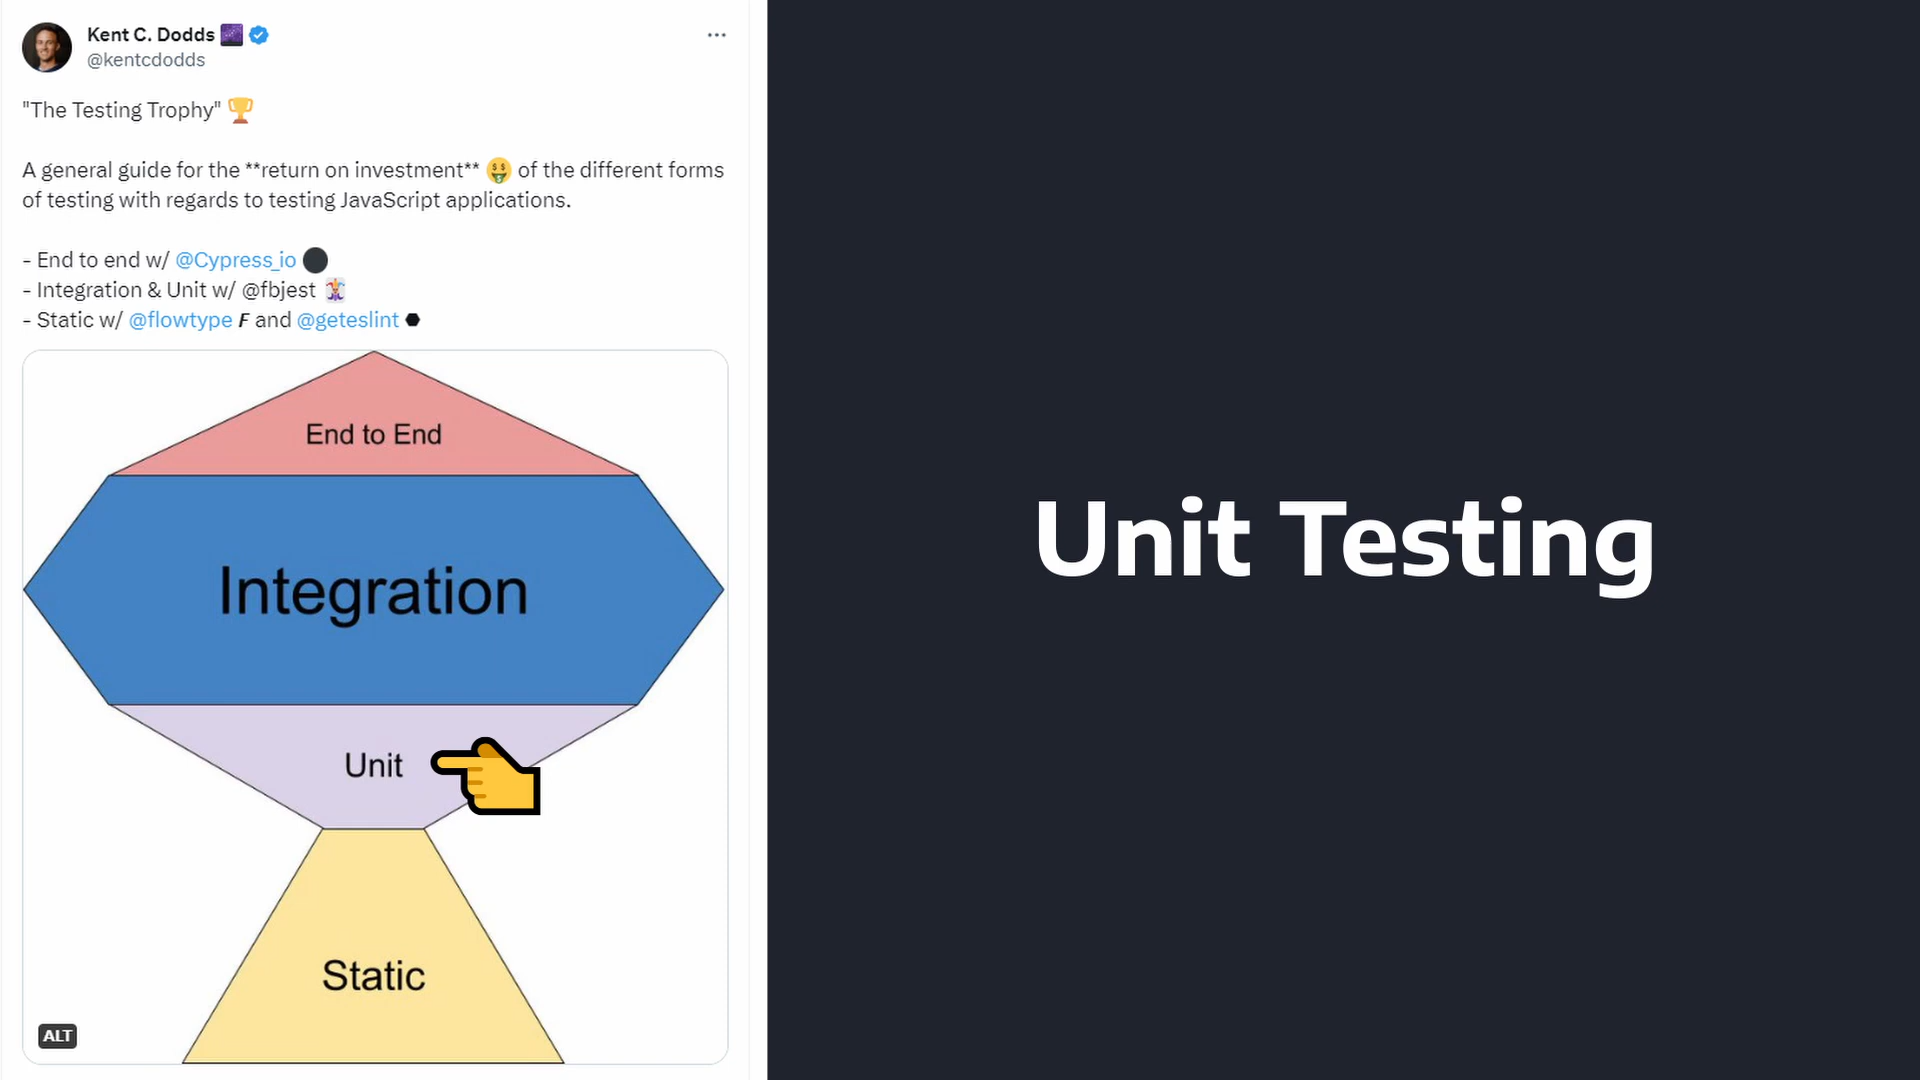 Kent C. Dodds
@kentcdodds
"The Testing Trophy" 🏆
A general guide for the **return on investment** 🤑 of the different forms
of testing with regards to testing JavaScript applications.
- End to end w/ @Cypress_io ⚫
- Integration & Unit w/ @fbjest 🃏
- Static w/ @flowtype 𝙁 and @geteslint ⬣
End to End
Integration
Unit
Static
ALT
Unit Testing